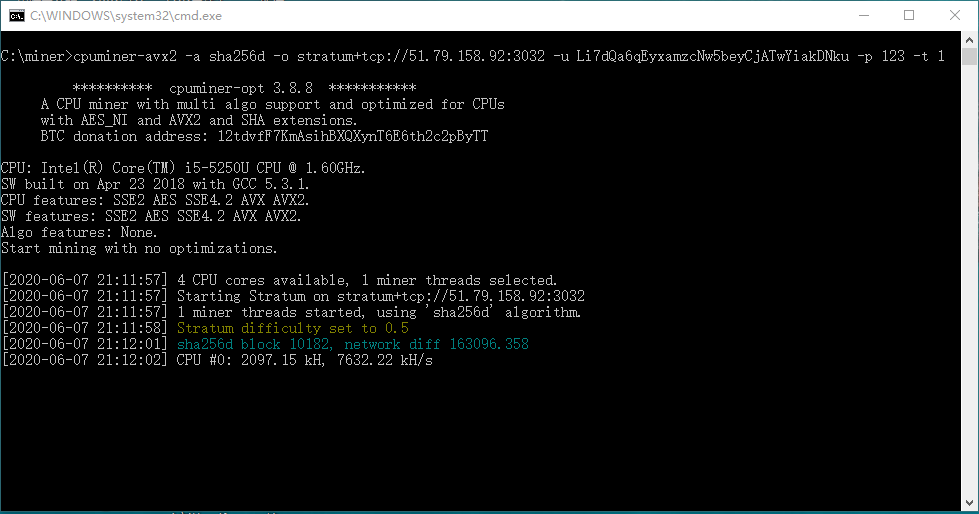 C:\WINDOWS\system32\cmd.exe
C:\miner>cpuminer-avx2 -a sha256d -o stratum+tcp://51.79.158.92:3032 -u Li7dQa6qEyxamzcNw5beyCjATwYiakDNku -p 123 -t 1
********** cpuminer-opt 3.8.8 ***********
A CPU miner with multi algo support and optimized for CPUs
with AES_NI and AVX2 and SHA extensions.
BTC donation address: 12tdvfF7KmAsihBXQXynT6E6th2c2pByTT
CPU: Intel(R) Core(TM) i5-5250U CPU @ 1.60GHz.
SW built on Apr 23 2018 with GCC 5.3.1.
CPU features: SSE2 AES SSE4.2 AVX AVX2.
SW features: SSE2 AES SSE4.2 AVX AVX2.
Algo features: None.
Start mining with no optimizations.
[2020-06-07 21:11:57] 4 CPU cores available, 1 miner threads selected.
[2020-06-07 21:11:57] Starting Stratum on stratum+tcp://51.79.158.92:3032
[2020-06-07 21:11:57] 1 miner threads started, using 'sha256d' algorithm.
[2020-06-07 21:11:58] Stratum difficulty set to 0.5
[2020-06-07 21:12:01] sha256d block 10182, network diff 163096.358
[2020-06-07 21:12:02] CPU #0: 2097.15 kH, 7632.22 kH/s